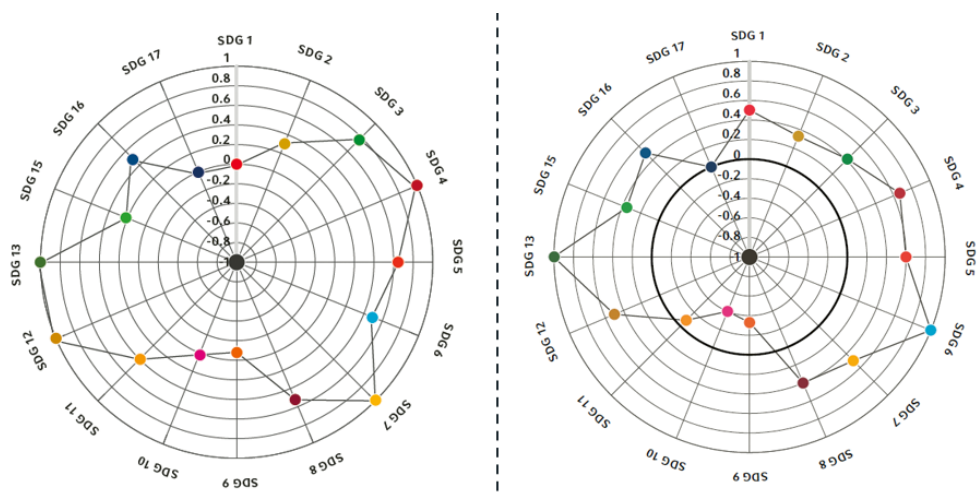 SDG 1
SDG 2
SDG 3
SDG 4
SDG 5
SDG 6
SDG 7
SDG 8
SDG 9
SDG 10
SDG 11
SDG 12
SDG 13
SDG 15
SDG 16
SDG 17
1
0.8
0.6
0.4
0.2
0
-0.2
-0.4
-0.6
-0.8
-1
SDG 1
SDG 2
SDG 3
SDG 4
SDG 5
SDG 6
SDG 7
SDG 8
SDG 9
SDG 10
SDG 11
SDG 12
SDG 13
SDG 15
SDG 16
SDG 17
1
0.8
0.6
0.4
0.2
0
-0.2
-0.4
-0.6
-0.8
1